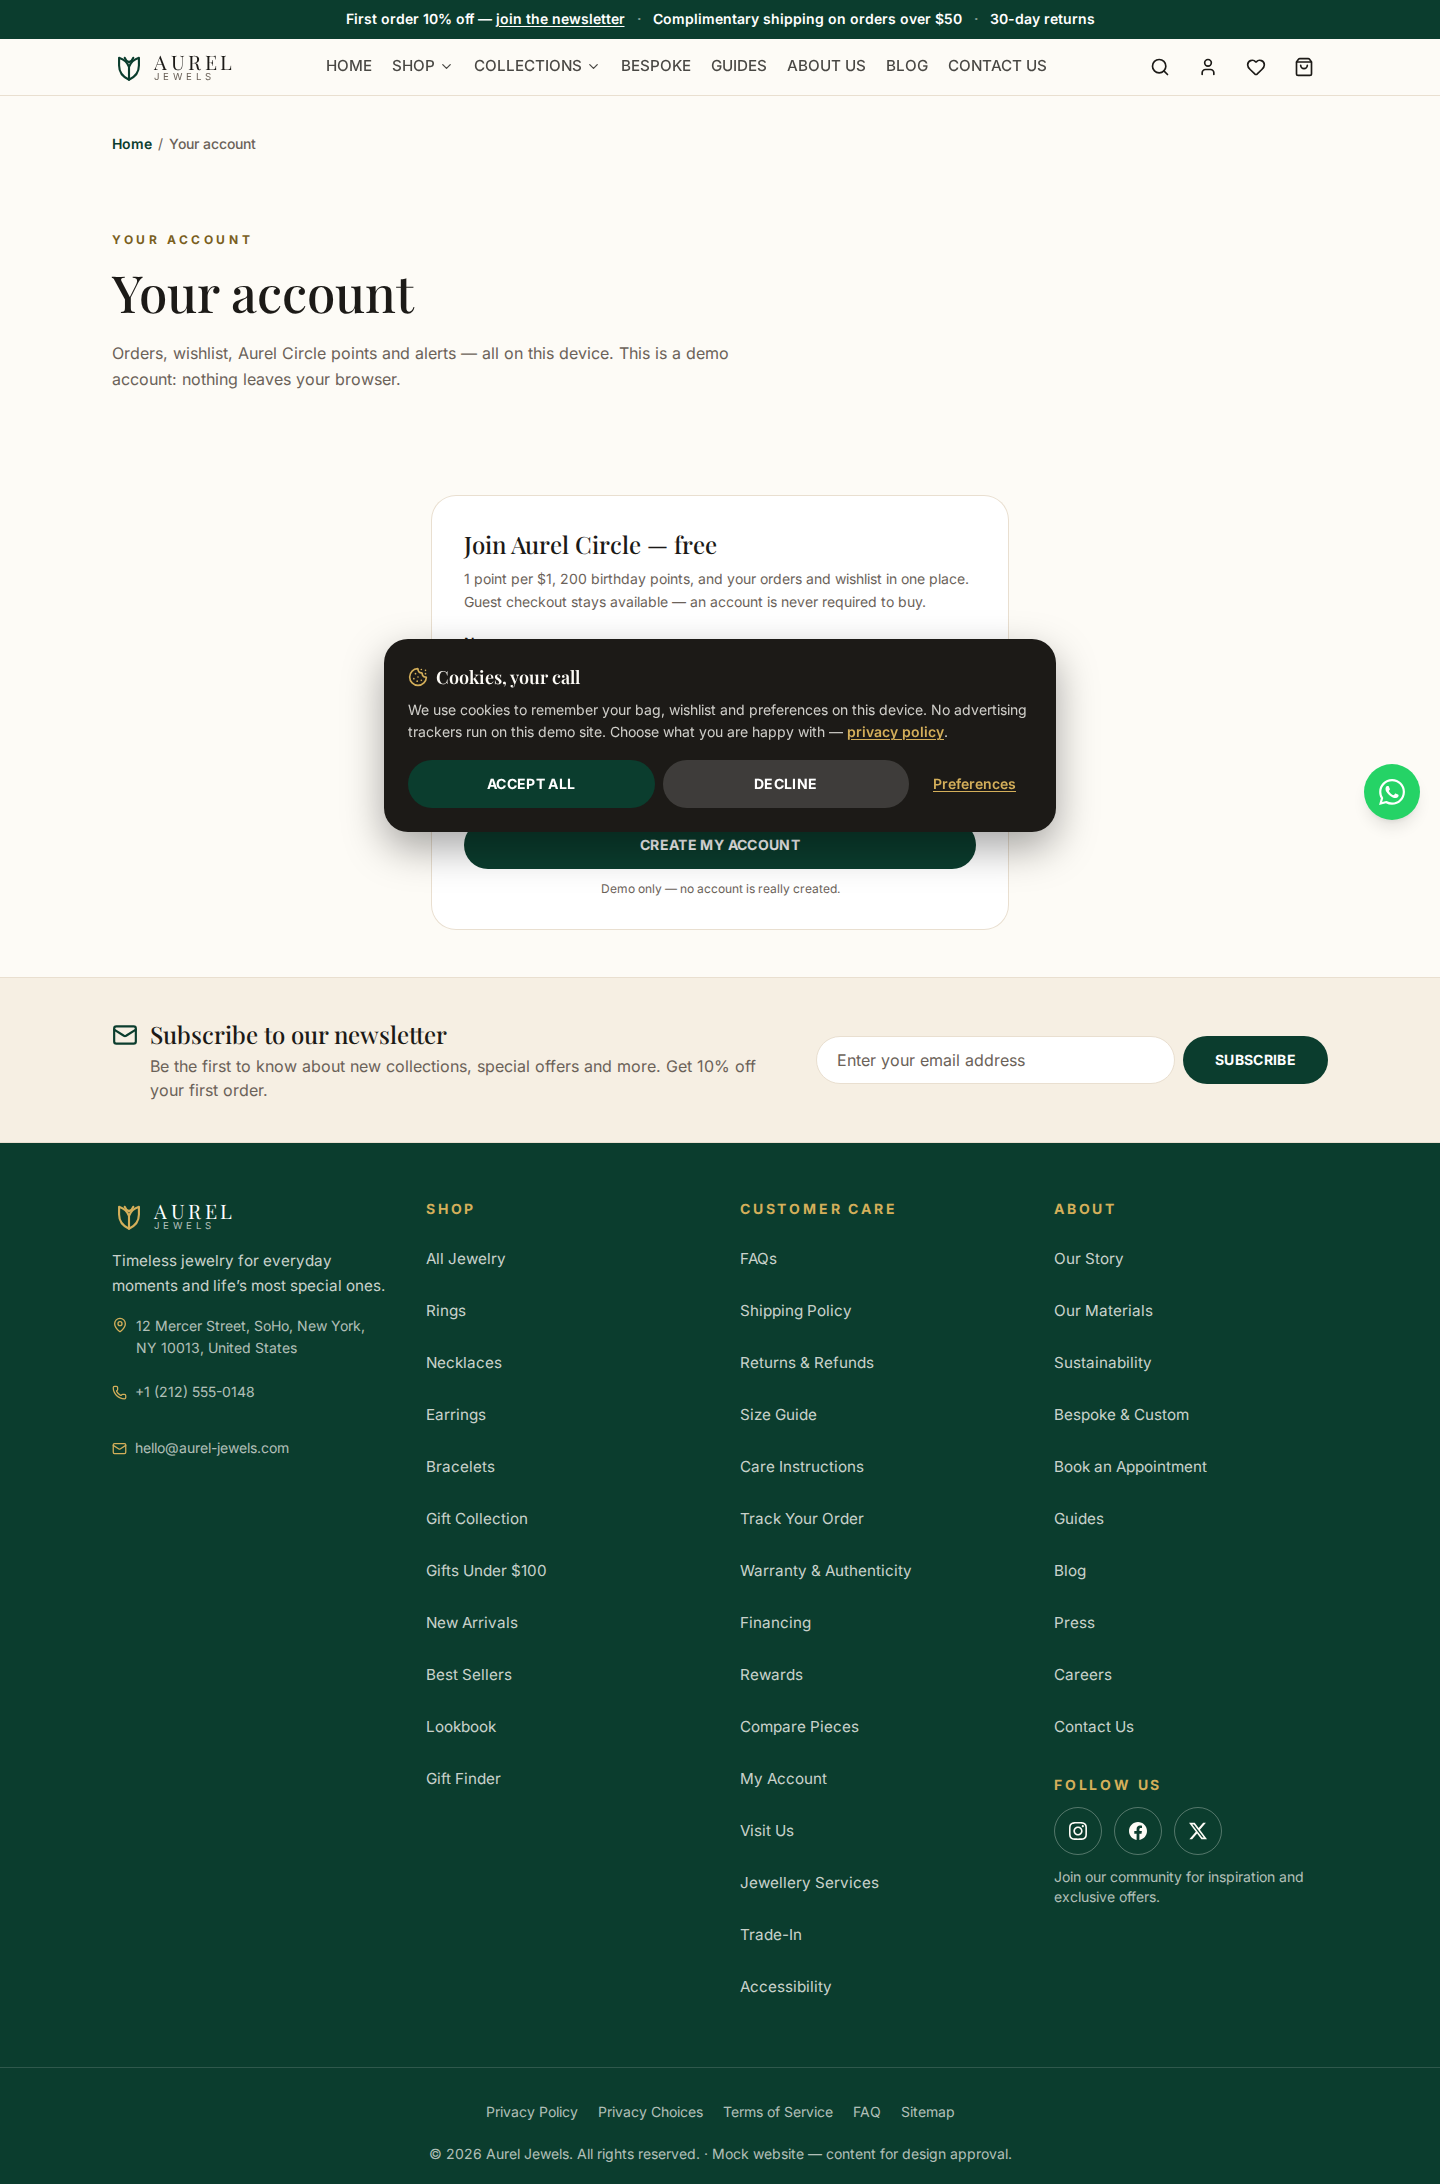 First order 10% off — join the newsletter · Complimentary shipping on orders over $50 · 30-day returns
AUREL
JEWELS
HOME SHOP COLLECTIONS BESPOKE GUIDES ABOUT US BLOG CONTACT US
Home / Your account
YOUR ACCOUNT
Your account
Orders, wishlist, Aurel Circle points and alerts — all on this device. This is a demo
account: nothing leaves your browser.
Join Aurel Circle — free
1 point per $1, 200 birthday points, and your orders and wishlist in one place.
Guest checkout stays available — an account is never required to buy.
Cookies, your call
We use cookies to remember your bag, wishlist and preferences on this device. No advertising
trackers run on this demo site. Choose what you are happy with — privacy policy.
ACCEPT ALL
DECLINE
Preferences
CREATE MY ACCOUNT
Demo only — no account is really created.
Subscribe to our newsletter
Be the first to know about new collections, special offers and more. Get 10% off
your first order.
Enter your email address
SUBSCRIBE
AUREL
JEWELS
Timeless jewelry for everyday
moments and life’s most special ones.
12 Mercer Street, SoHo, New York,
NY 10013, United States
+1 (212) 555-0148
hello@aurel-jewels.com
SHOP
All Jewelry
Rings
Necklaces
Earrings
Bracelets
Gift Collection
Gifts Under $100
New Arrivals
Best Sellers
Lookbook
Gift Finder
CUSTOMER CARE
FAQs
Shipping Policy
Returns & Refunds
Size Guide
Care Instructions
Track Your Order
Warranty & Authenticity
Financing
Rewards
Compare Pieces
My Account
Visit Us
Jewellery Services
Trade-In
Accessibility
ABOUT
Our Story
Our Materials
Sustainability
Bespoke & Custom
Book an Appointment
Guides
Blog
Press
Careers
Contact Us
FOLLOW US
Join our community for inspiration and
exclusive offers.
Privacy Policy Privacy Choices Terms of Service FAQ Sitemap
© 2026 Aurel Jewels. All rights reserved. · Mock website — content for design approval.